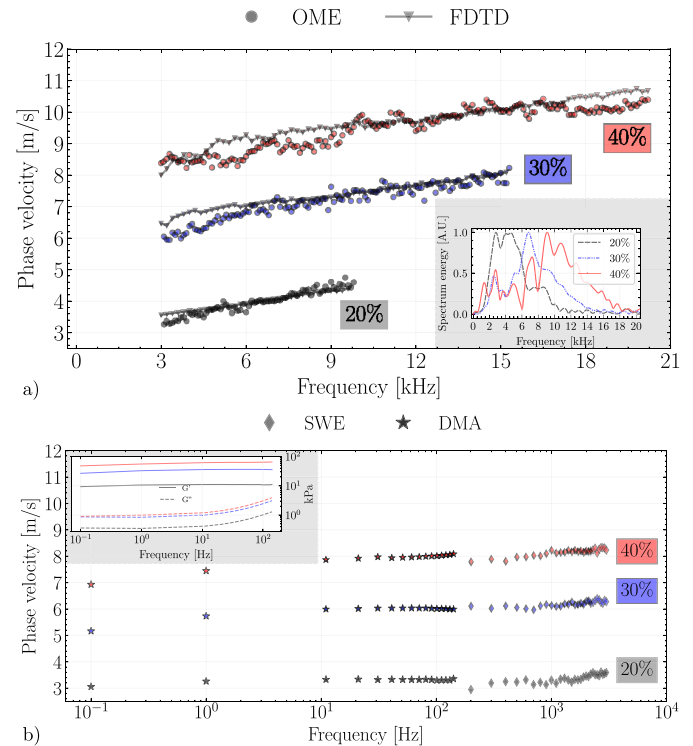 OME FDTD
12
11
10
9
8
7
6
5
4
3
Phase velocity [m/s]
40%
30%
20%
Spectrum energy [A.U.]
1.0
0.5
0.0
20%
30%
40%
0 2 4 6 8 10 12 14 16 18 20
Frequency [kHz]
0 3 6 9 12 15 18 21
Frequency [kHz]
a)
SWE DMA
12
11
10
9
8
7
6
5
4
3
Phase velocity [m/s]
G'
G"
10² 
10¹
10⁰
kPa
10⁻¹ 10⁰ 10¹ 10²
Frequency [Hz]
40%
30%
20%
10⁻¹ 10⁰ 10¹ 10² 10³ 10⁴
Frequency [Hz]
b)